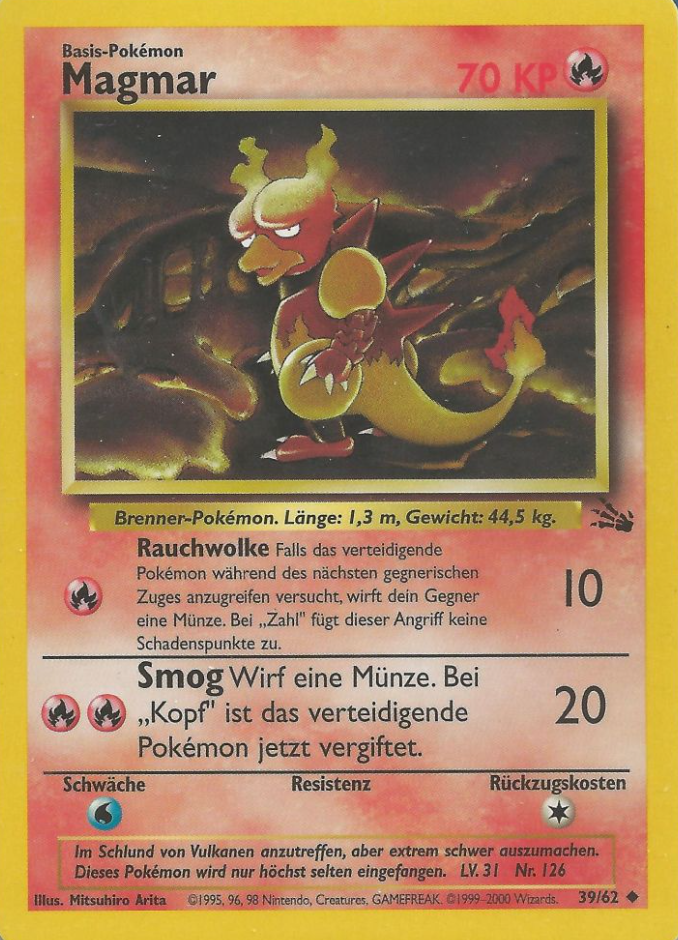 Basis-Pokémon
Magmar
70 KP
Brenner-Pokémon. Länge: 1,3 m, Gewicht: 44,5 kg.
Rauchwolke Falls das verteidigende
Pokémon während des nächsten gegnerischen
Zuges anzugreifen versucht, wirft dein Gegner
eine Münze. Bei „Zahl" fügt dieser Angriff keine
Schadenspunkte zu.
10
Smog Wirf eine Münze. Bei
„Kopf" ist das verteidigende
Pokémon jetzt vergiftet.
20
Schwäche Resistenz Rückzugskosten
Im Schlund von Vulkanen anzutreffen, aber extrem schwer auszumachen.
Dieses Pokémon wird nur höchst selten eingefangen. LV. 31 Nr. 126
Illus. Mitsuhiro Arita ©1995, 96, 98 Nintendo, Creatures, GAMEFREAK. ©1999-2000 Wizards. 39/62